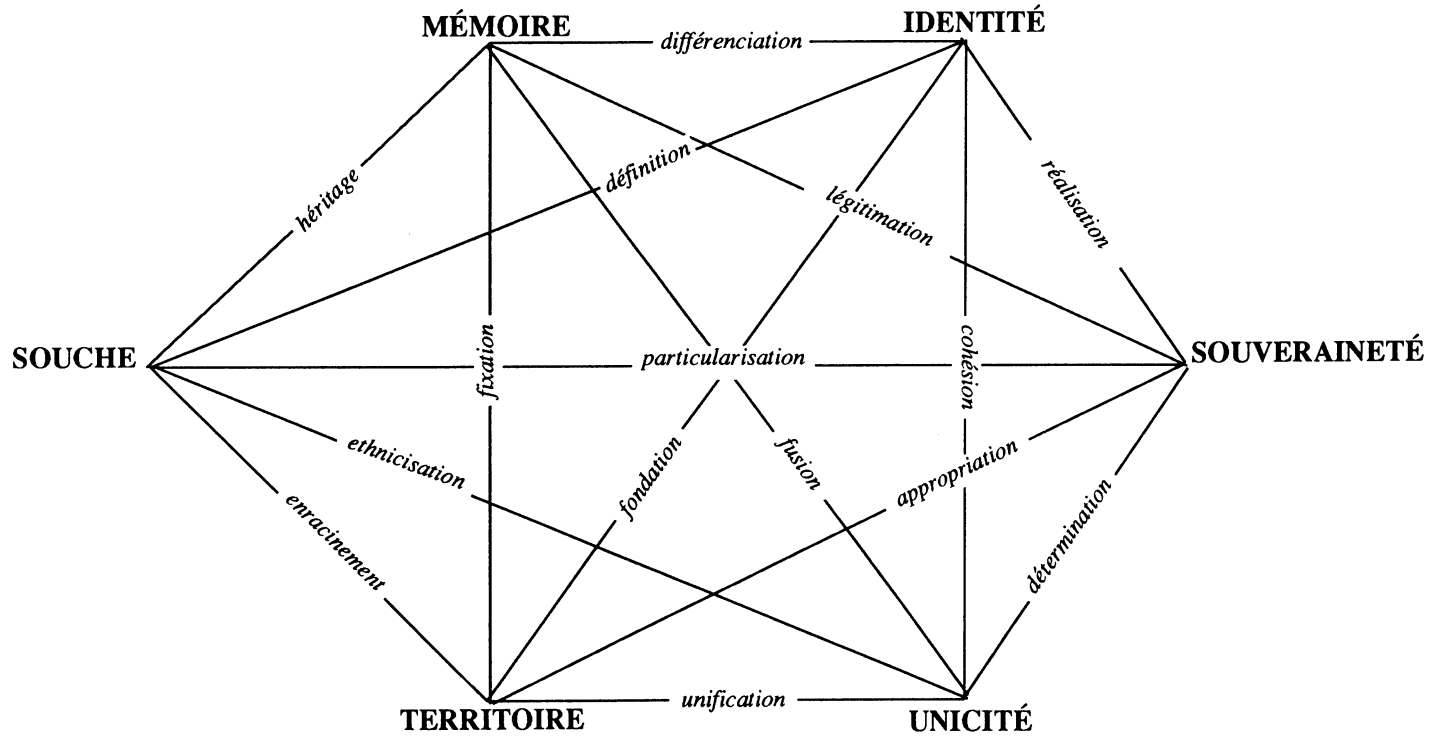 MÉMOIRE
différenciation
IDENTITÉ
héritage
définition
légitimation
réalisation
SOUCHE
fixation
particularisation
cohésion
SOUVERAINETÉ
ethnicisation
enracinement
fondation
fusion
appropriation
détermination
TERRITOIRE
unification
UNICITÉ